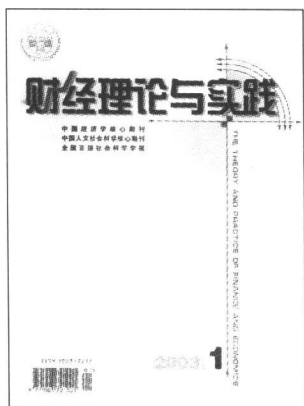 财经理论与实践
中国经济学核心期刊
中国人文社会科学核心期刊
全国百强社会科学学报
THE THEORY AND PRACTICE OF FINANCE AND ECONOMICS
1